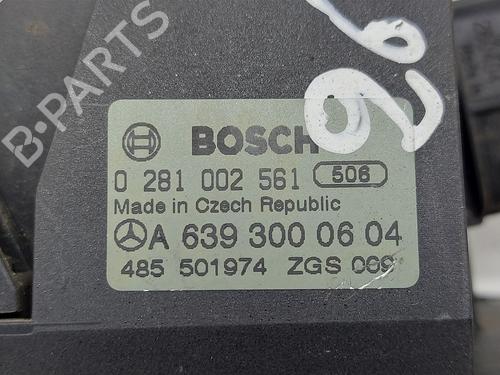 B-PARTS
26
BOSCH
0 281 002 561 506
Made in Czech Republic
A 639 300 06 04
485 501974 ZGS 009